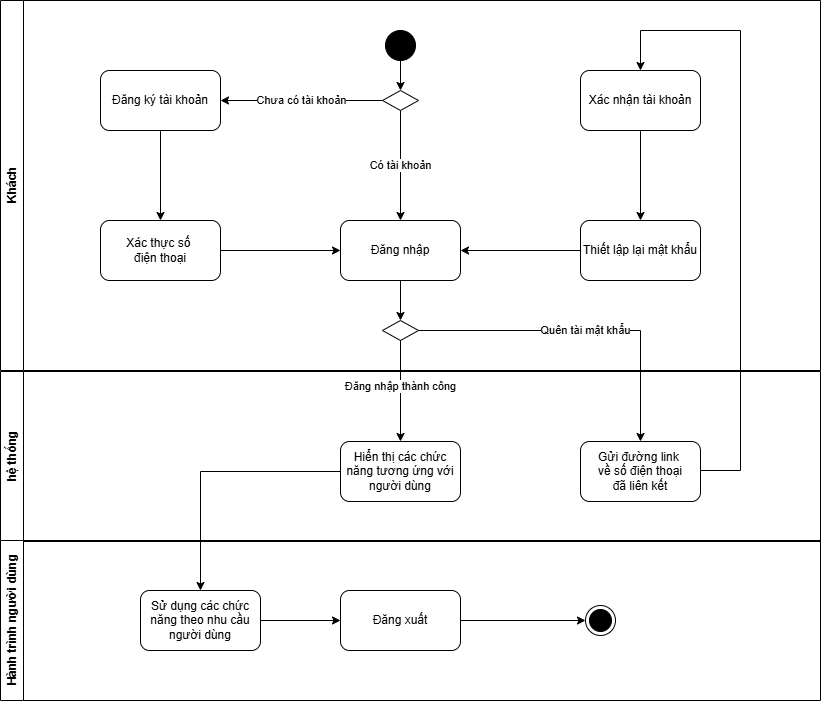 Khách
Đăng ký tài khoản
Chưa có tài khoản
Xác nhận tài khoản
Có tài khoản
Xác thực số
điện thoại
Đăng nhập
Thiết lập lại mật khẩu
Quên tài mật khẩu
hệ thống
Đăng nhập thành công
Hiển thị các chức
năng tương ứng với
người dùng
Gửi đường link
về số điện thoại
đã liên kết
Hành trình người dùng
Sử dụng các chức
năng theo nhu cầu
người dùng
Đăng xuất